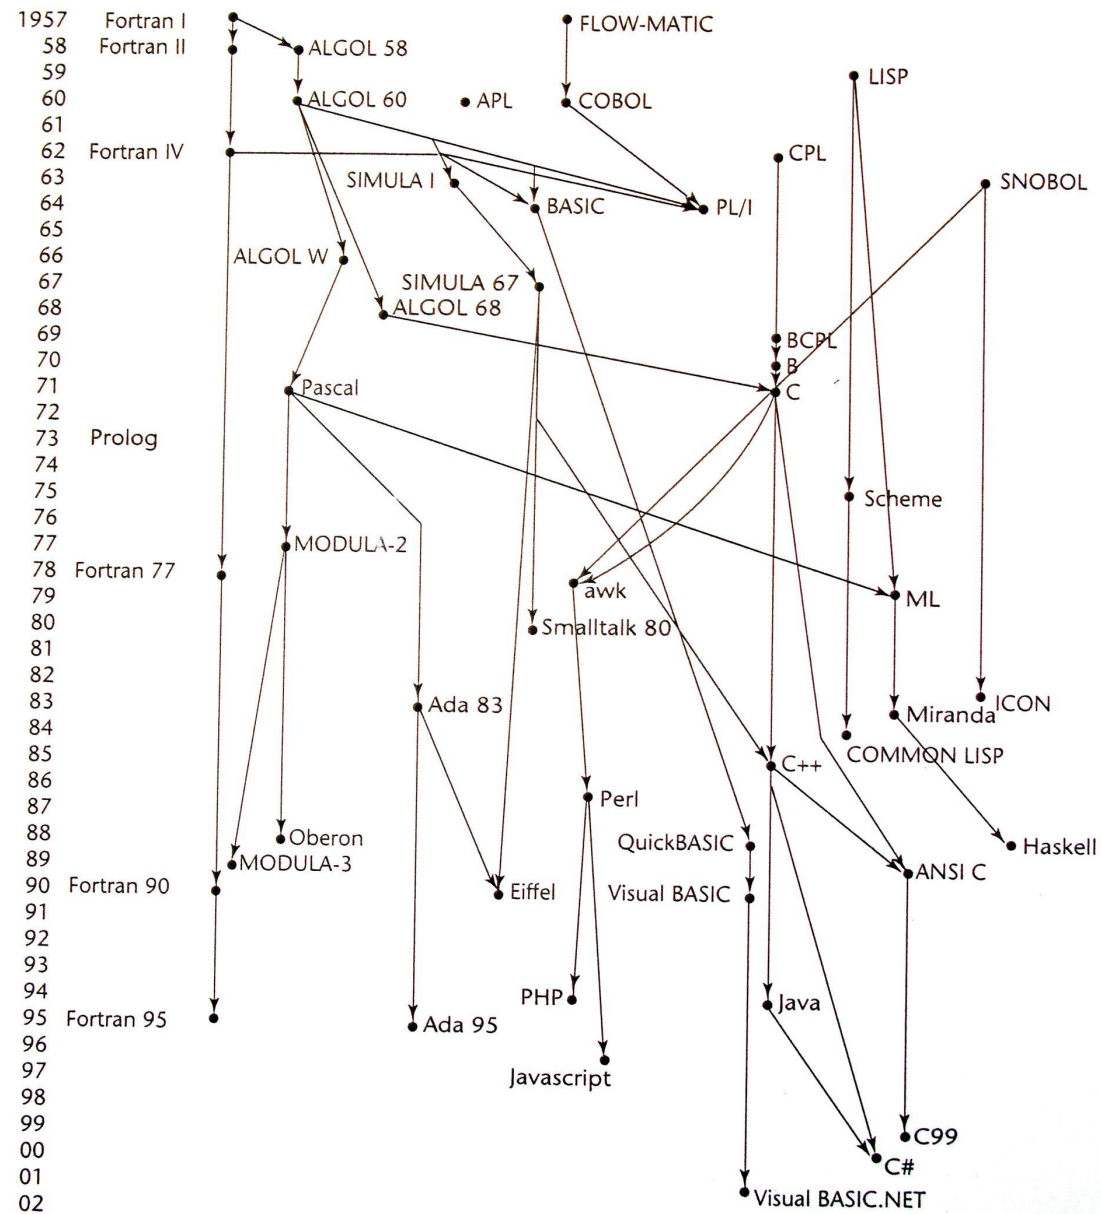 1957 Fortran I FLOW-MATIC
58 Fortran II ALGOL 58
59 LISP
60 ALGOL 60 APL COBOL
61
62 Fortran IV CPL
63 SIMULA I SNOBOL
64 BASIC PL/I
65
66 ALGOL W
67 SIMULA 67
68 ALGOL 68
69 BCPL
70 B
71 Pascal C
72
73 Prolog
74
75 Scheme
76
77 MODULA-2
78 Fortran 77 awk
79 ML
80 Smalltalk 80
81
82
83 Ada 83 ICON
84 Miranda
85 COMMON LISP
C++
86
87 Perl
88 Oberon QuickBASIC Haskell
89 MODULA-3 ANSI C
90 Fortran 90 Eiffel Visual BASIC
91
92
93
94 PHP Java
95 Fortran 95 Ada 95
96
97 Javascript
98
99 C99
00 C#
01
02 Visual BASIC.NET